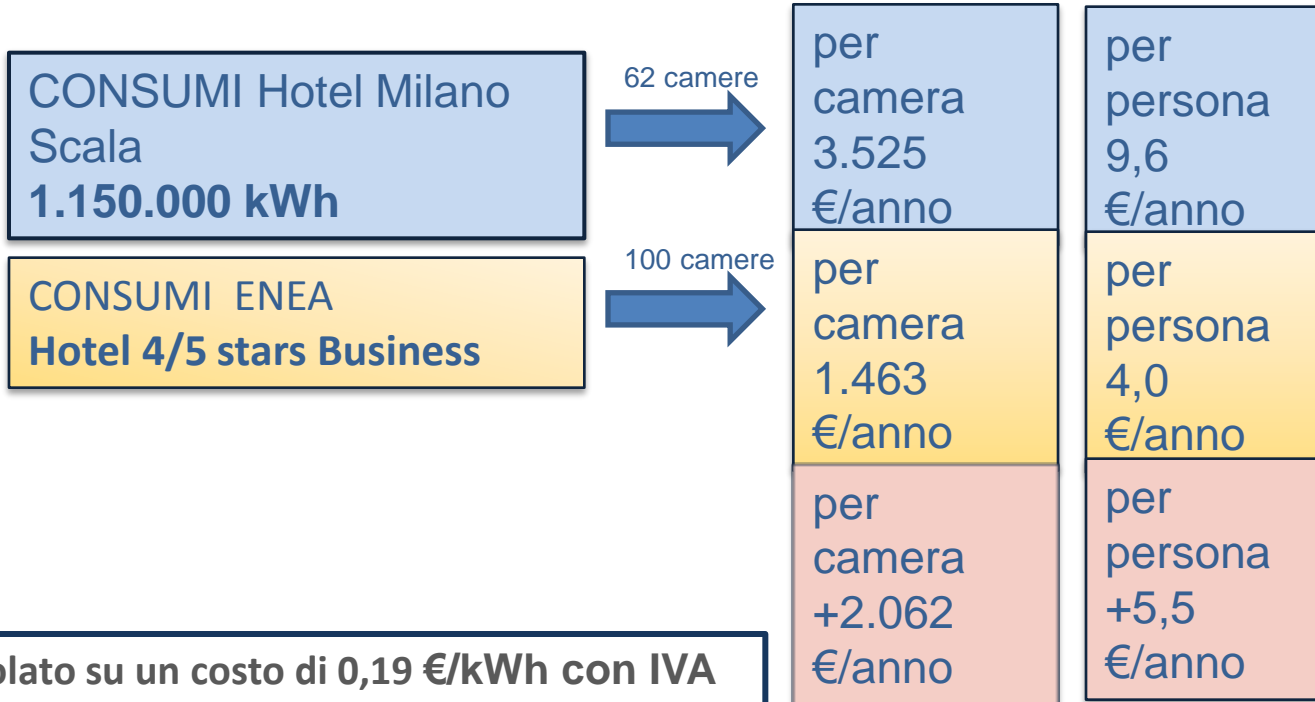 CONSUMI Hotel Milano
Scala
1.150.000 kWh
62 camere
per
camera
3.525
€/anno
per
persona
9,6
€/anno
CONSUMI ENEA
Hotel 4/5 stars Business
100 camere
per
camera
1.463
€/anno
per
persona
4,0
€/anno
per
camera
+2.062
€/anno
per
persona
+5,5
€/anno
su un costo di 0,19 €/kWh con IVA